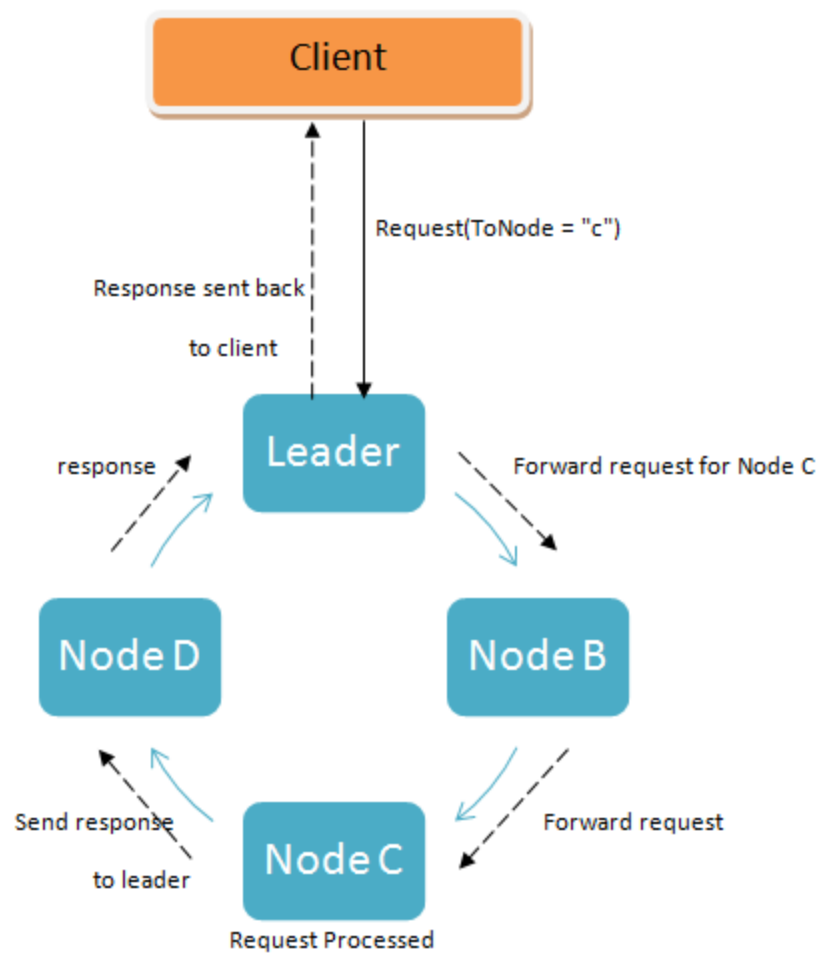 Client
Request(ToNode = "c")
Response sent back
to client
Leader
response
Forward request for Node C
Node D
Node B
Send response
to leader
Forward request
Node C
Request Processed